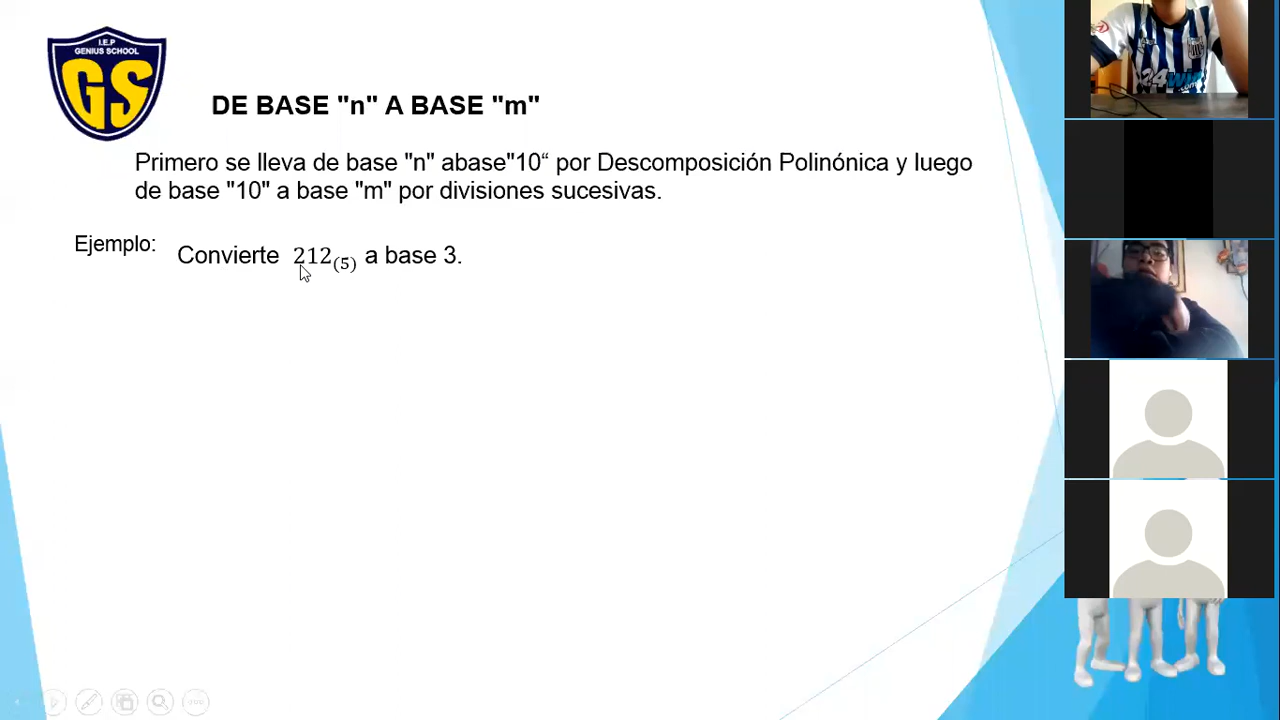 I.E.P
GENIUS SCHOOL
GS
DE BASE "n" A BASE "m"
Primero se lleva de base "n" abase"10“ por Descomposición Polinónica y luego
de base "10" a base "m" por divisiones sucesivas.
Ejemplo:
Convierte 212(5) a base 3.
24win